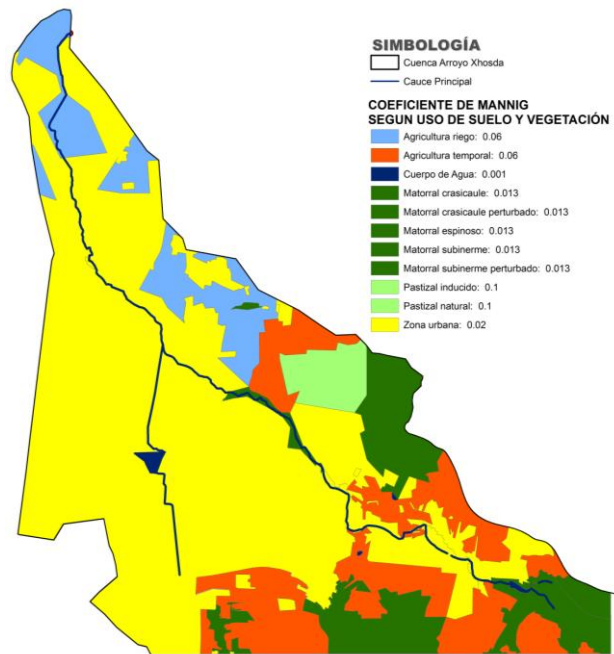 SIMBOLOGÍA
Cuenca Arroyo Xhosda
Cauce Principal
COEFICIENTE DE MANNIG
SEGUN USO DE SUELO Y VEGETACIÓN
Agricultura riego: 0.06
Agricultura temporal: 0.06
Cuerpo de Agua: 0.001
Matorral crasicaule: 0.013
Matorral crasicaule perturbado: 0.013
Matorral espinoso: 0.013
Matorral subinerme: 0.013
Matorral subinerme perturbado: 0.013
Pastizal inducido: 0.1
Pastizal natural: 0.1
Zona urbana: 0.02